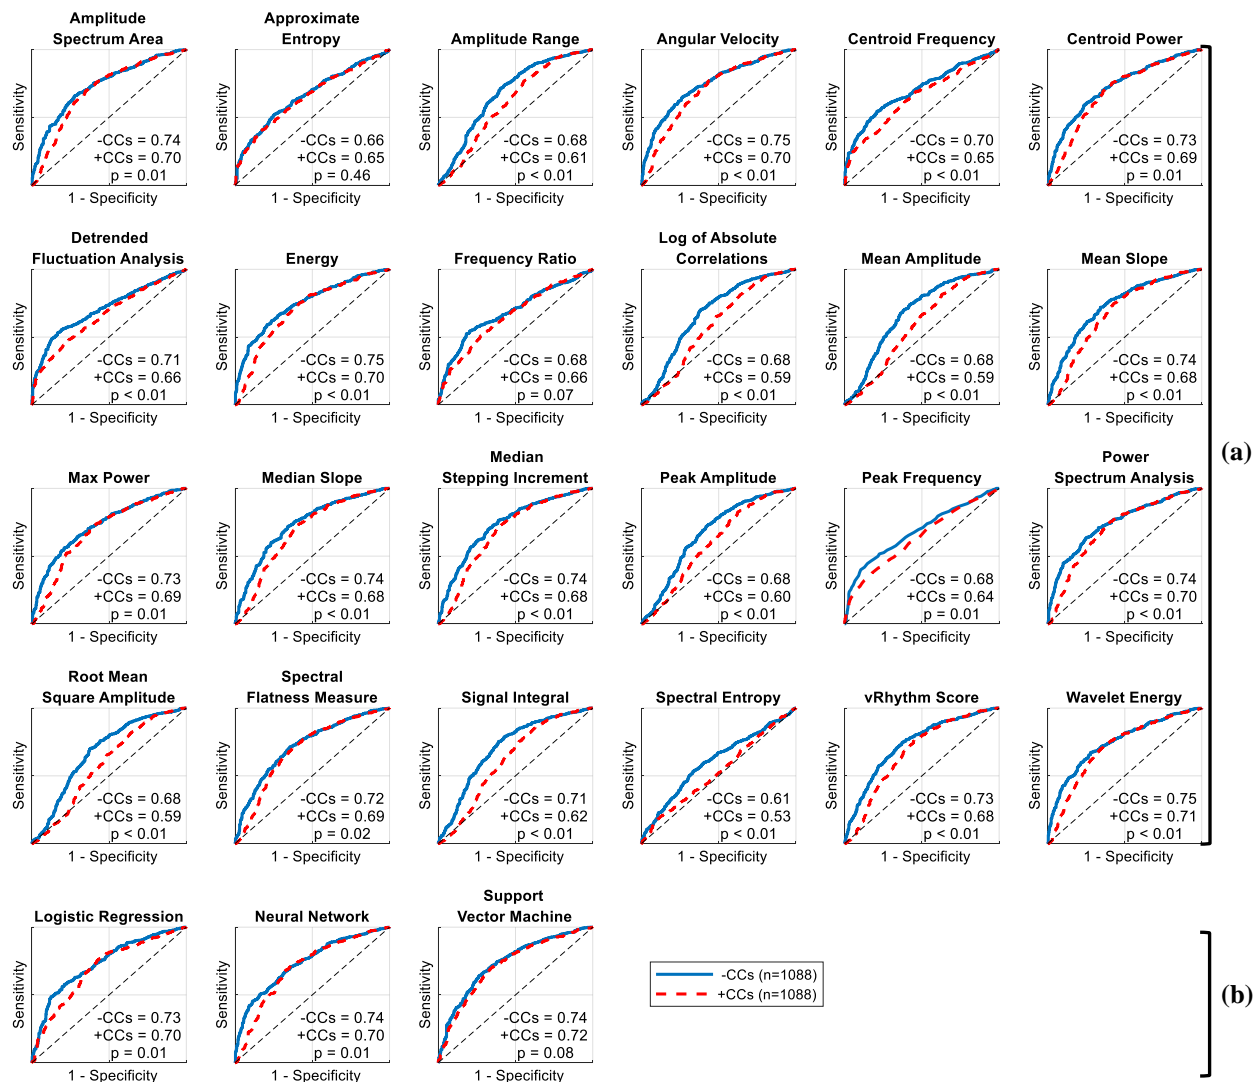 Amplitude
Spectrum Area
Sensitivity
-CCs = 0.74
+CCs = 0.70
p = 0.01
1 - Specificity
Approximate
Entropy
Sensitivity
-CCs = 0.66
+CCs = 0.65
p = 0.46
1 - Specificity
Amplitude Range
Sensitivity
-CCs = 0.68
+CCs = 0.61
p < 0.01
1 - Specificity
Angular Velocity
Sensitivity
-CCs = 0.75
+CCs = 0.70
p < 0.01
1 - Specificity
Centroid Frequency
Sensitivity
-CCs = 0.70
+CCs = 0.65
p < 0.01
1 - Specificity
Centroid Power
Sensitivity
-CCs = 0.73
+CCs = 0.69
p = 0.01
1 - Specificity
Detrended
Fluctuation Analysis
Sensitivity
-CCs = 0.71
+CCs = 0.66
p < 0.01
1 - Specificity
Energy
Sensitivity
-CCs = 0.75
+CCs = 0.70
p < 0.01
1 - Specificity
Frequency Ratio
Sensitivity
-CCs = 0.68
+CCs = 0.66
p = 0.07
1 - Specificity
Log of Absolute
Correlations
Sensitivity
-CCs = 0.68
+CCs = 0.59
p < 0.01
1 - Specificity
Mean Amplitude
Sensitivity
-CCs = 0.68
+CCs = 0.59
p < 0.01
1 - Specificity
Mean Slope
Sensitivity
-CCs = 0.74
+CCs = 0.68
p < 0.01
1 - Specificity
Max Power
Sensitivity
-CCs = 0.73
+CCs = 0.69
p = 0.01
1 - Specificity
Median Slope
Sensitivity
-CCs = 0.74
+CCs = 0.68
p < 0.01
1 - Specificity
Median
Stepping Increment
Sensitivity
-CCs = 0.74
+CCs = 0.68
p < 0.01
1 - Specificity
Peak Amplitude
Sensitivity
-CCs = 0.68
+CCs = 0.60
p < 0.01
1 - Specificity
Peak Frequency
Sensitivity
-CCs = 0.68
+CCs = 0.64
p = 0.01
1 - Specificity
Power
Spectrum Analysis
Sensitivity
-CCs = 0.74
+CCs = 0.70
p < 0.01
1 - Specificity
Root Mean
Square Amplitude
Sensitivity
-CCs = 0.68
+CCs = 0.59
p < 0.01
1 - Specificity
Spectral
Flatness Measure
Sensitivity
-CCs = 0.72
+CCs = 0.69
p = 0.02
1 - Specificity
Signal Integral
Sensitivity
-CCs = 0.71
+CCs = 0.62
p < 0.01
1 - Specificity
Spectral Entropy
Sensitivity
-CCs = 0.61
+CCs = 0.53
p < 0.01
1 - Specificity
vRhythm Score
Sensitivity
-CCs = 0.73
+CCs = 0.68
p < 0.01
1 - Specificity
Wavelet Energy
Sensitivity
-CCs = 0.75
+CCs = 0.71
p < 0.01
1 - Specificity
(a)
Logistic Regression
Sensitivity
-CCs = 0.73
+CCs = 0.70
p = 0.01
1 - Specificity
Neural Network
Sensitivity
-CCs = 0.74
+CCs = 0.70
p = 0.01
1 - Specificity
Support
Vector Machine
Sensitivity
-CCs = 0.74
+CCs = 0.72
p = 0.08
1 - Specificity
-CCs (n=1088)
+CCs (n=1088)
(b)